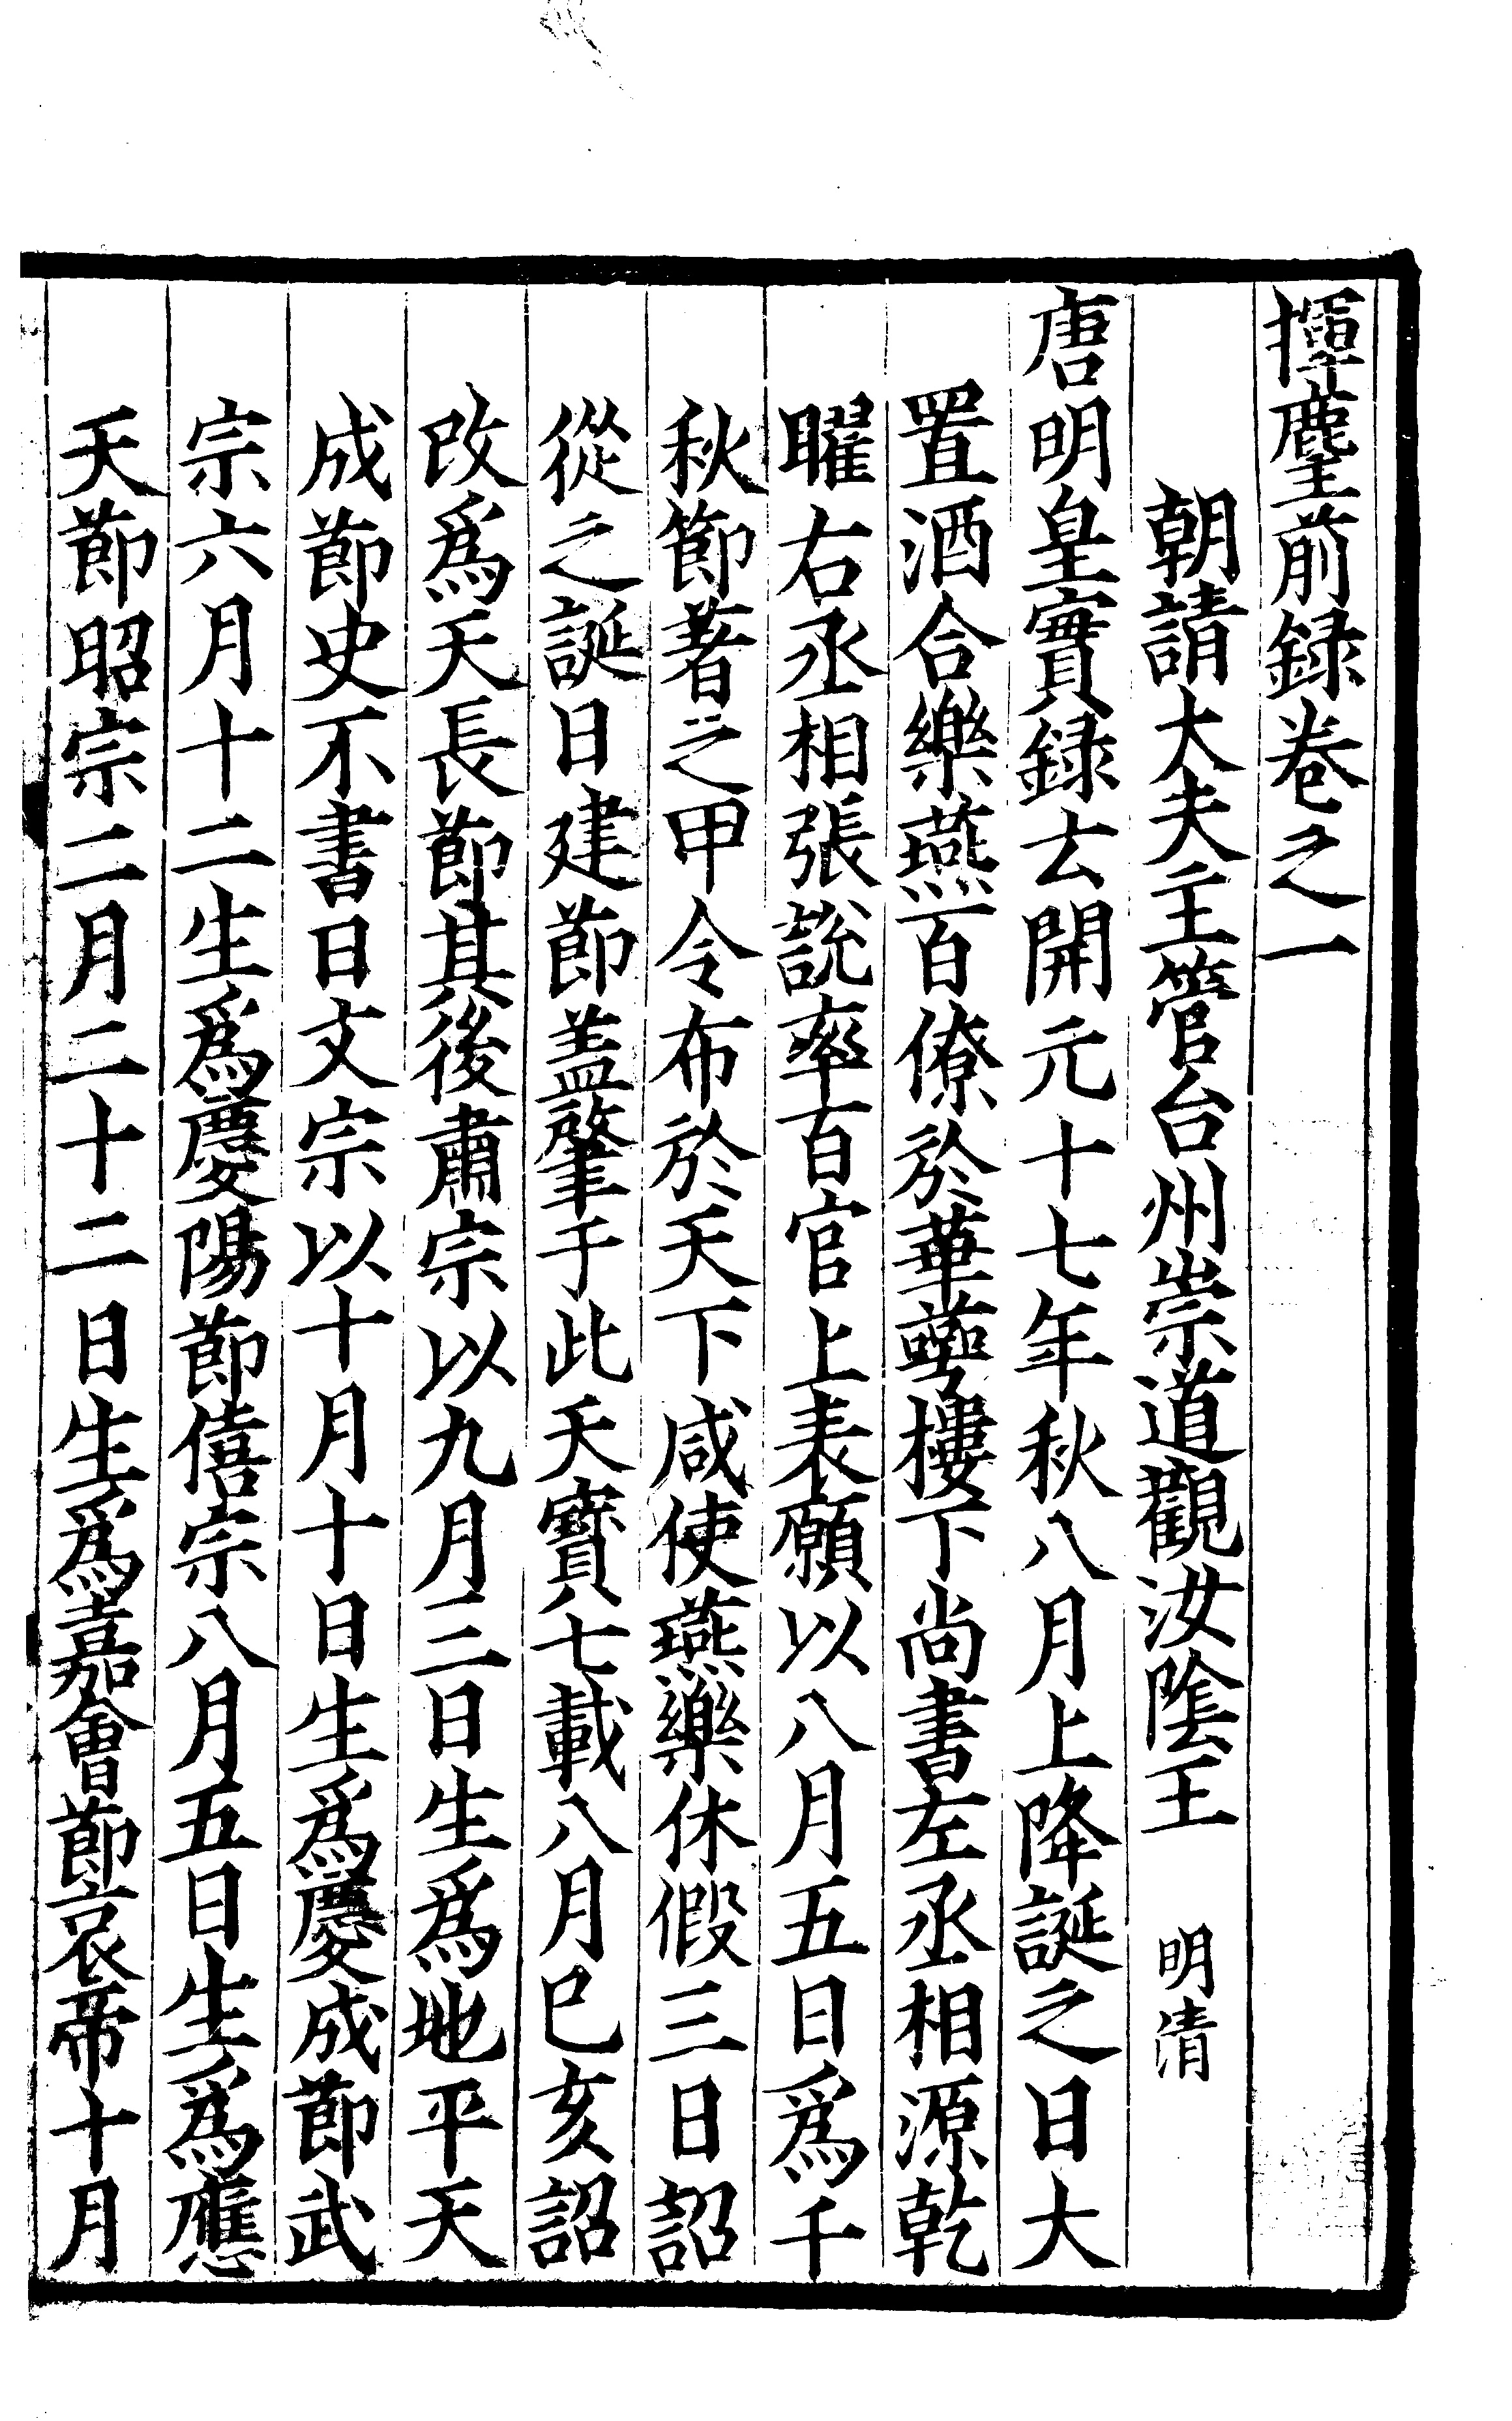 揮麈前録卷之一
朝請大夫主管台州崇道觀汝隂王　明清
唐明皇實録云開元十七年秋八月上降誕之日大
置酒合樂燕百僚於華萼樓下尚書左丞相源乾
曜右丞相張說率百官上表願以八月五日爲千
秋節著之甲令布於天下咸使燕樂休假三日詔
從之誕日建節盖肇于此天寳七載八月巳亥詔
改爲天長節其後肅宗以九月三日生爲地平天
成節史不書日文宗以十月十日生爲慶成節武
宗六月十二生爲慶陽節僖宗八月五日生爲應
天節昭宗二月二十二日生爲嘉會節哀帝十月